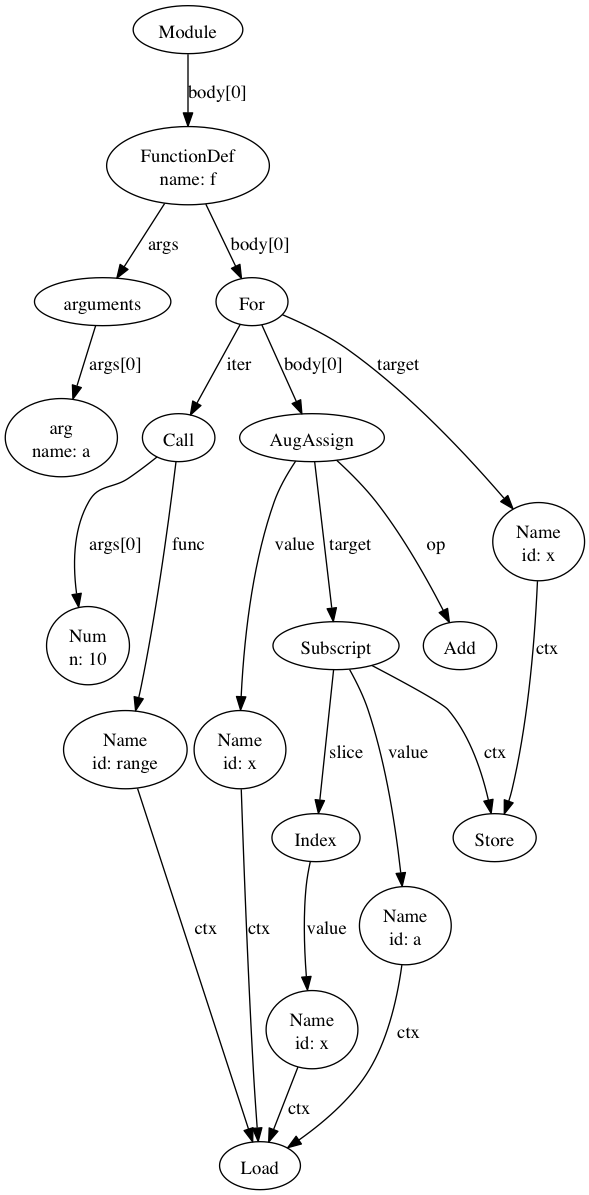 Module
body[0]
FunctionDef
name: f
args
body[0]
arguments
For
args[0]
iter
body[0]
target
arg
name: a
Call
AugAssign
Name
id: x
args[0]
func
value
target
op
Num
n: 10
Subscript
Add
ctx
Name
id: range
Name
id: x
slice
value
ctx
Index
Store
Name
id: a
ctx
ctx
value
Name
id: x
ctx
ctx
Load